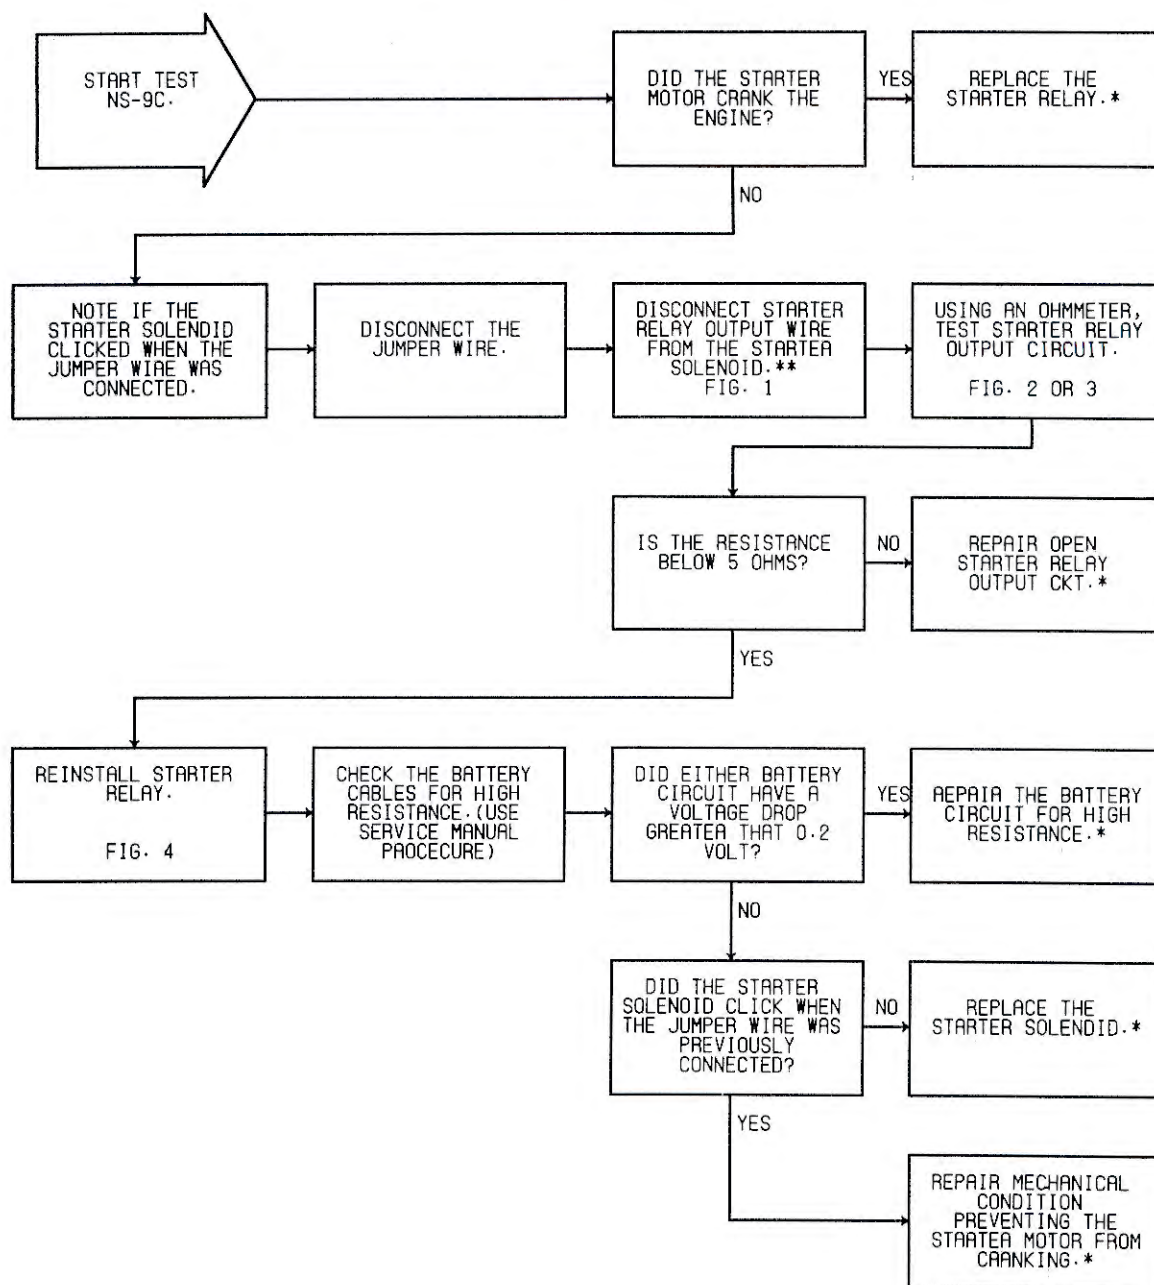 START TEST
NS-9C.
DID THE STARTER
MOTOR CRANK THE
ENGINE?
YES
REPLACE THE
STARTER RELAY.*
NO
NOTE IF THE
STARTER SOLENDID
CLICKED WHEN THE
JUMPER WIRE WAS
CONNECTED.
DISCONNECT THE
JUMPER WIRE.
DISCONNECT STARTER
RELAY OUTPUT WIRE
FROM THE STARTER
SOLENOID.**
FIG. 1
USING AN OHMMETER,
TEST STARTER RELAY
OUTPUT CIRCUIT.
FIG. 2 OR 3
IS THE RESISTANCE
BELOW 5 OHMS?
NO
REPAIR OPEN
STARTER RELAY
OUTPUT CKT.*
YES
REINSTALL STARTER
RELAY.
FIG. 4
CHECK THE BATTERY
CABLES FOR HIGH
RESISTANCE.(USE
SERVICE MANUAL
PROCECURE)
DID EITHER BATTERY
CIRCUIT HAVE A
VOLTAGE DROP
GREATER THAT 0.2
VOLT?
YES
REPAIR THE BATTERY
CIRCUIT FOR HIGH
RESISTANCE.*
NO
DID THE STARTER
SOLENOID CLICK WHEN
THE JUMPER WIRE WAS
PREVIOUSLY
CONNECTED?
NO
REPLACE THE
STARTER SOLENDID.*
YES
REPAIR MECHANICAL
CONDITION
PREVENTING THE
STARTER MOTOR FROM
CRANKING.*